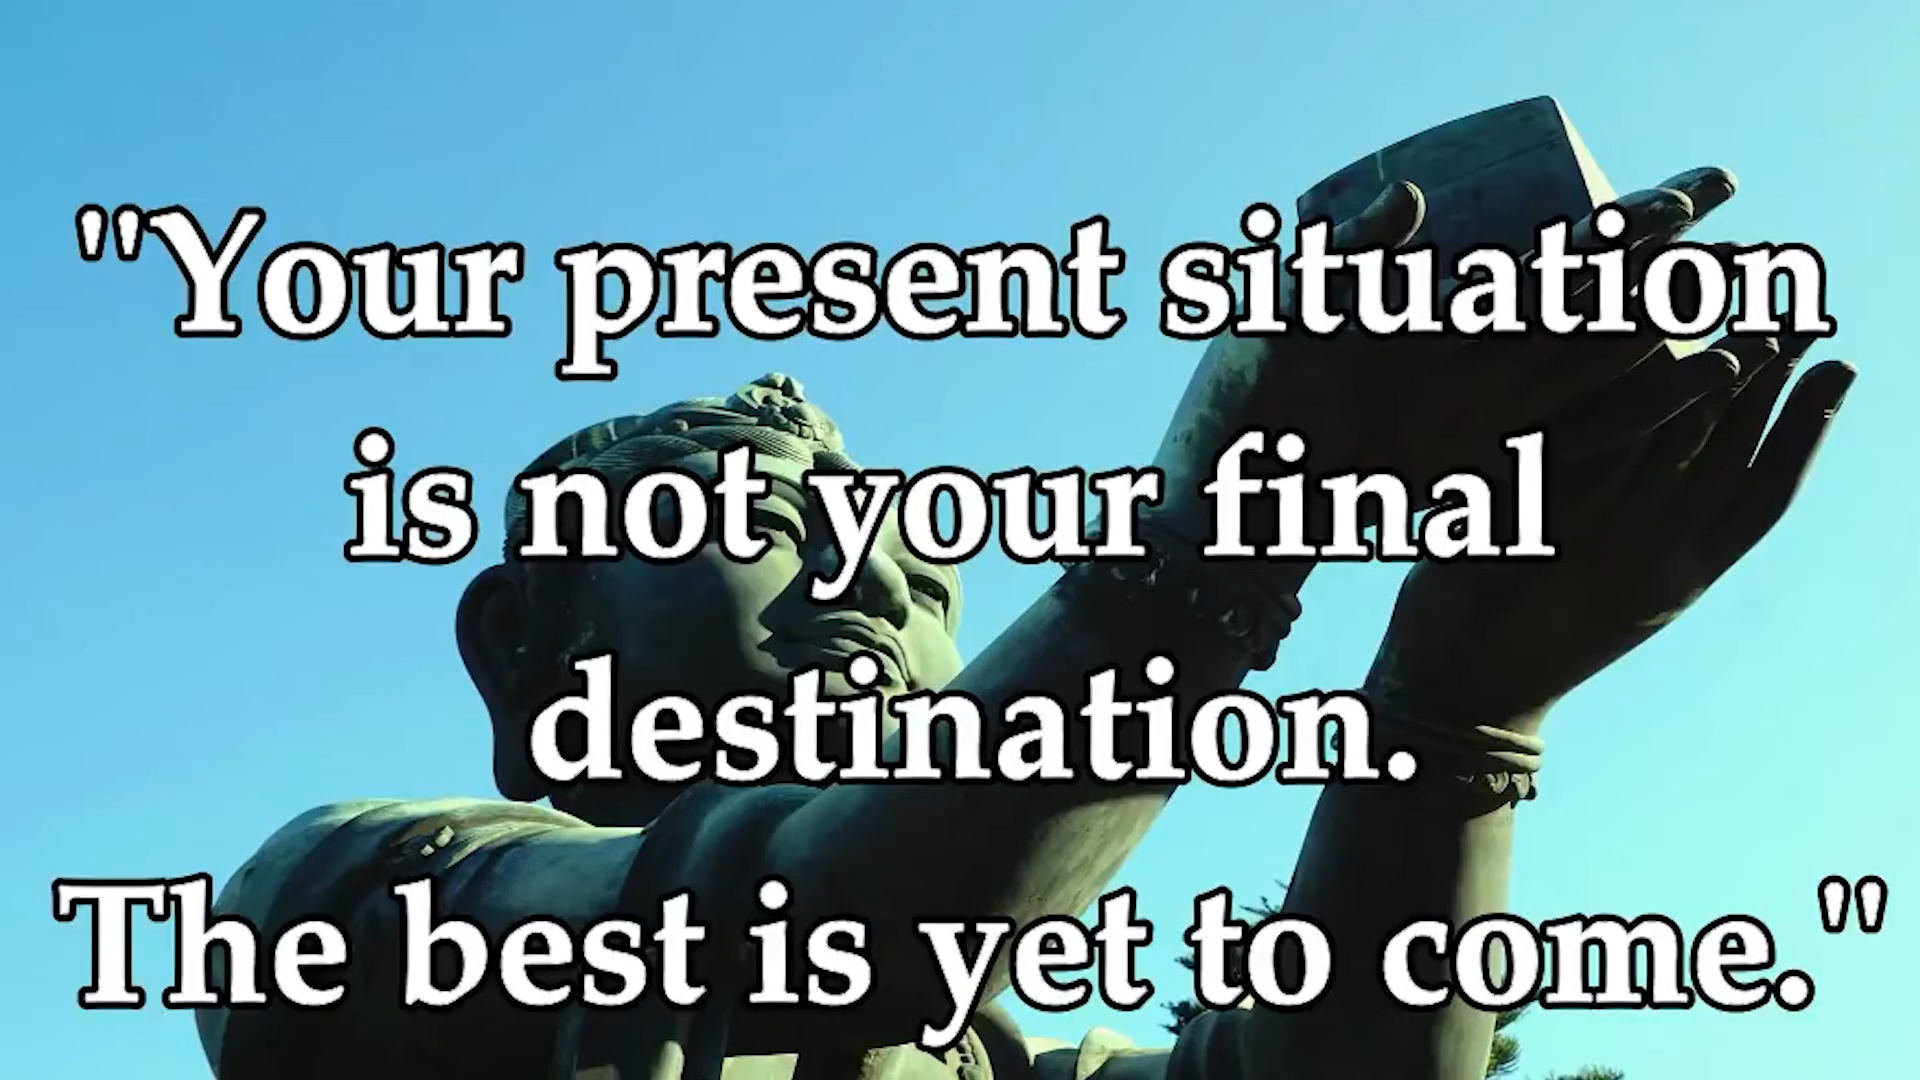 "Your present situation
is not your final
destination.
The best is yet to come."